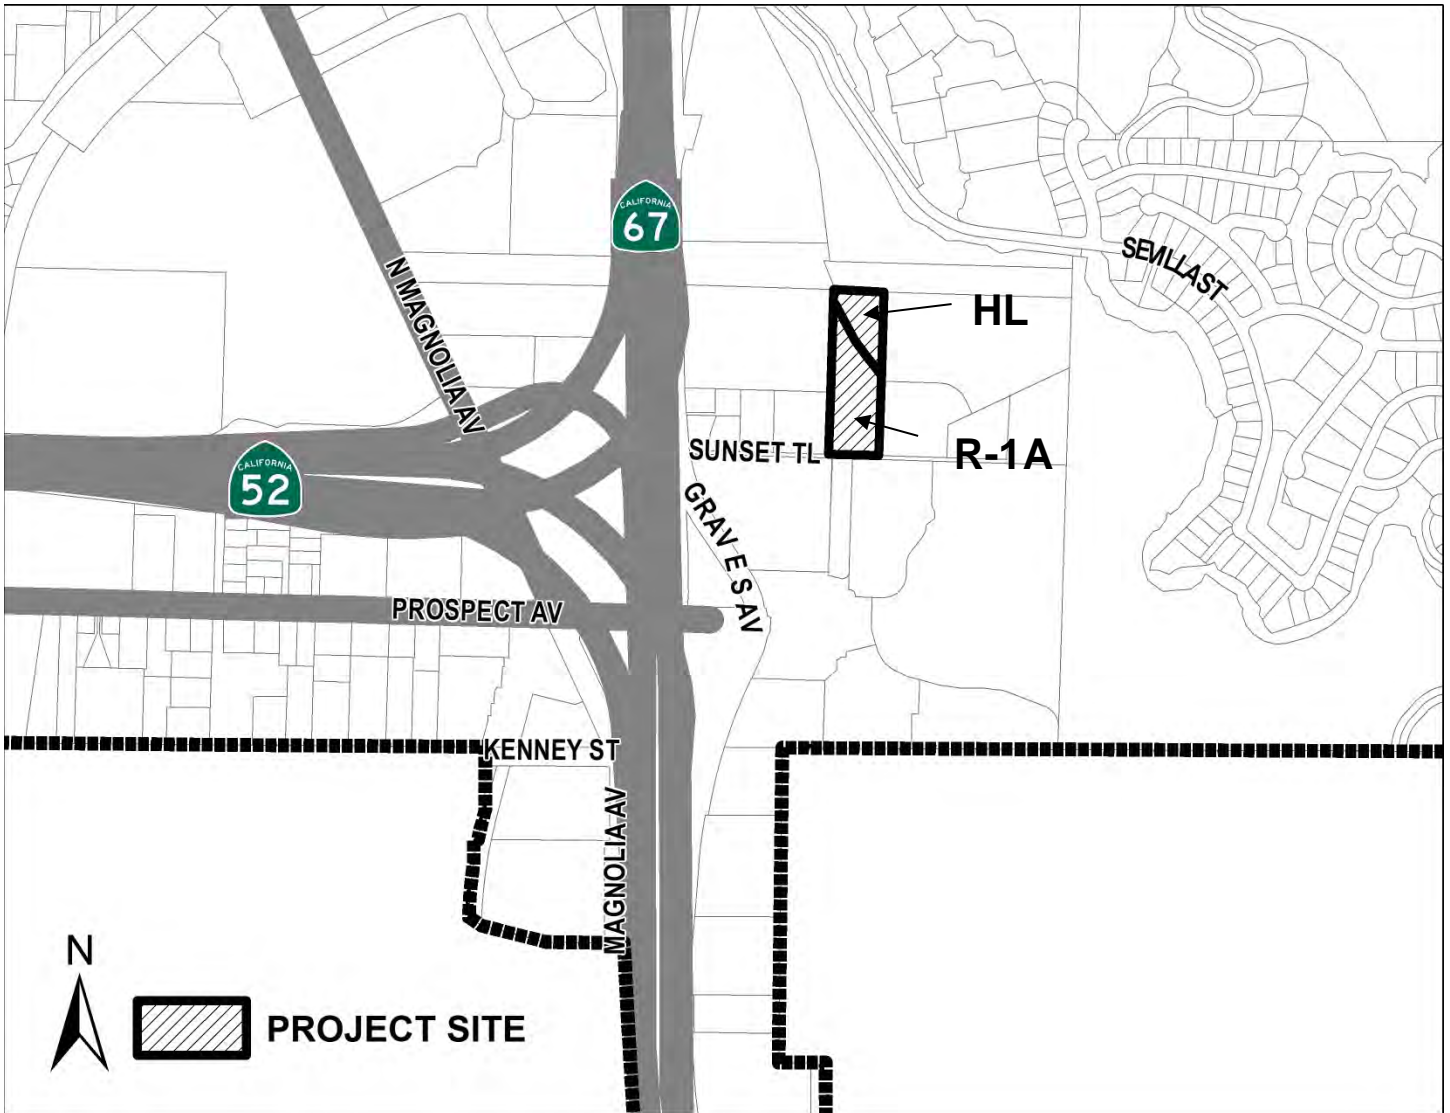 CALIFORNIA
67
SEVILLA ST
N MAGNOLIA AV
HL
SUNSET TL
R-1A
CALIFORNIA
52
GRAVES AV
PROSPECT AV
KENNEY ST
MAGNOLIA AV
N
PROJECT SITE